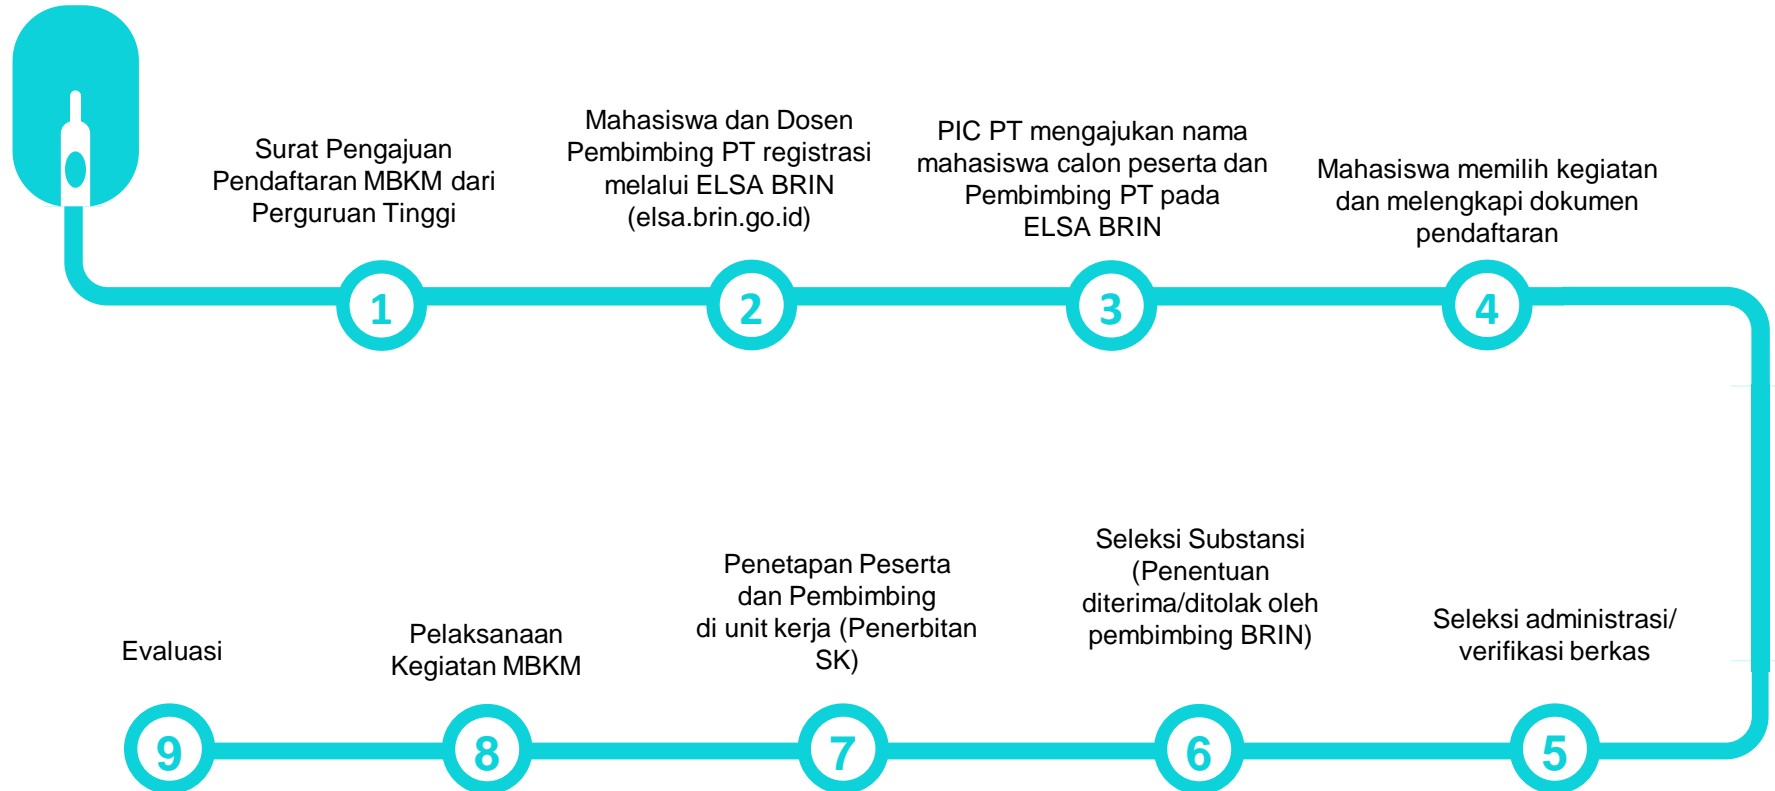 Surat Pengajuan
Pendaftaran MBKM dari
Perguruan Tinggi
1
Mahasiswa dan Dosen
Pembimbing PT registrasi
melalui ELSA BRIN
(elsa.brin.go.id)
2
PIC PT mengajukan nama
mahasiswa calon peserta dan
Pembimbing PT pada
ELSA BRIN
3
Mahasiswa memilih kegiatan
dan melengkapi dokumen
pendaftaran
4
Seleksi administrasi/
verifikasi berkas
5
Seleksi Substansi
(Penentuan
diterima/ditolak oleh
pembimbing BRIN)
6
Penetapan Peserta
dan Pembimbing
di unit kerja (Penerbitan
SK)
7
Pelaksanaan
Kegiatan MBKM
8
Evaluasi
9